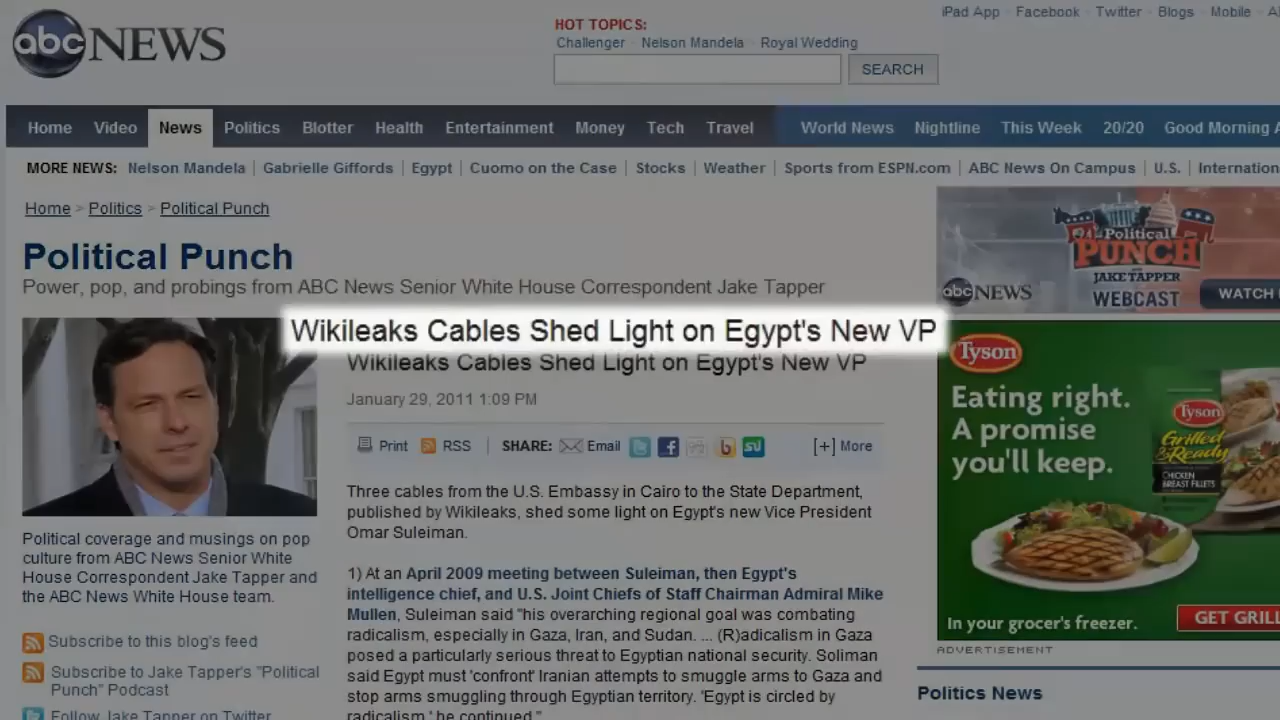 abc NEWS
HOT TOPICS:
Challenger - Nelson Mandela - Royal Wedding
SEARCH
iPad App - Facebook - Twitter - Blogs - Mobile -
Home Video News Politics Blotter Health Entertainment Money Tech Travel World News Nightline This Week 20/20 Good Morning
MORE NEWS: Nelson Mandela | Gabrielle Giffords | Egypt | Cuomo on the Case | Stocks | Weather | Sports from ESPN.com | ABC News On Campus | U.S. | Internation
Home > Politics > Political Punch
Political Punch
Power, pop, and probings from ABC News Senior White House Correspondent Jake Tapper
Wikileaks Cables Shed Light on Egypt's New VP
Wikileaks Cables Shed Light on Egypt's New VP
January 29, 2011 1:09 PM
Print RSS | SHARE: Email [+] More
Three cables from the U.S. Embassy in Cairo to the State Department,
published by Wikileaks, shed some light on Egypt's new Vice President
Omar Suleiman.
1) At an April 2009 meeting between Suleiman, then Egypt's
intelligence chief, and U.S. Joint Chiefs of Staff Chairman Admiral Mike
Mullen, Suleiman said "his overarching regional goal was combating
radicalism, especially in Gaza, Iran, and Sudan. ... (R)adicalism in Gaza
posed a particularly serious threat to Egyptian national security. Soliman
said Egypt must 'confront' Iranian attempts to smuggle arms to Gaza and
stop arms smuggling through Egyptian territory. 'Egypt is circled by
radicalism,' he continued."
Political coverage and musings on pop
culture from ABC News Senior White
House Correspondent Jake Tapper and
the ABC News White House team.
Subscribe to this blog's feed
Subscribe to Jake Tapper's "Political
Punch" Podcast
Follow Jake Tapper on Twitter
Political
PUNCH
JAKE TAPPER
WEBCAST
abc NEWS
WATCH
Tyson
Eating right.
A promise
you'll keep.
Tyson
Grilled
& Ready
CHICKEN
BREAST FILLETS
In your grocer's freezer.
GET GRILL
ADVERTISEMENT
Politics News